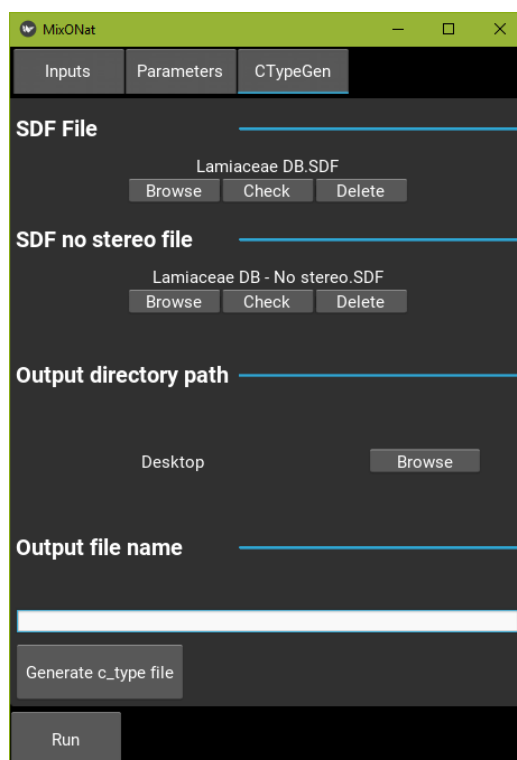 MixONat
Inputs Parameters CTypeGen
SDF File
Lamiaceae DB.SDF
Browse Check Delete
SDF no stereo file
Lamiaceae DB - No stereo.SDF
Browse Check Delete
Output directory path
Desktop Browse
Output file name
Generate c_type file
Run